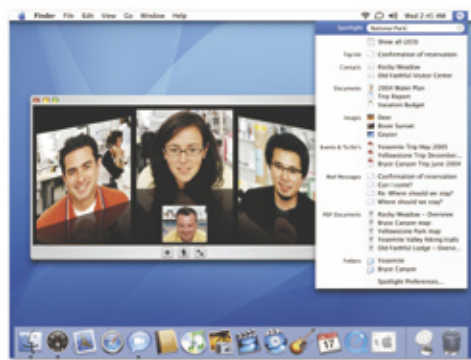 Finder File Edit View Go Window Help
Wed 2:45 AM
Spotlight National Park
Show all (203)
Top Hit Confirmation of reservation
Contacts Rocky Meadow
Old Faithful Visitor Center
Documents 2004 Water Plan
Trip Report
Vacation Budget
Images Deer
Bison Sunset
Geyser
Events & To Do's Yosemite Trip May 2005
Yellowstone Trip December...
Bryce Canyon Trip June 2004
Mail Messages Confirmation of reservation
Can I come?
Re: Where should we stay?
Where should we stay?
PDF Documents Rocky Meadow – Overview
Bryce Canyon map
Yellowstone Park map
Yosemite Valley hiking trails
Old Faithful Lodge – Overv...
Folders Yosemite
Bryce Canyon
Spotlight Preferences...
17